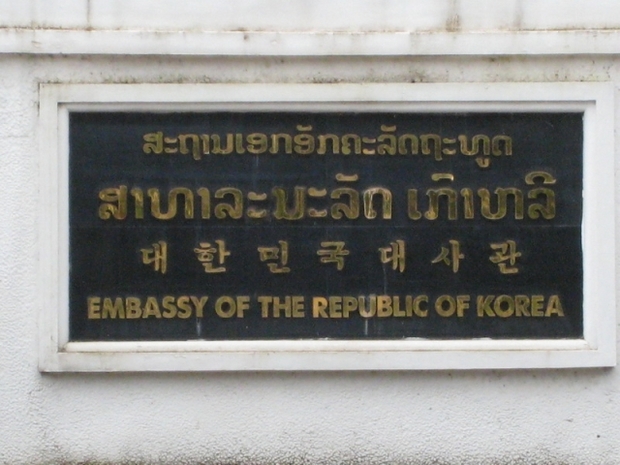 ສະຖານເອກອັກຄະລັດຖະທູດ
ສາທາລະນະລັດ ເກົາຫລີ
대한민국대사관
EMBASSY OF THE REPUBLIC OF KOREA